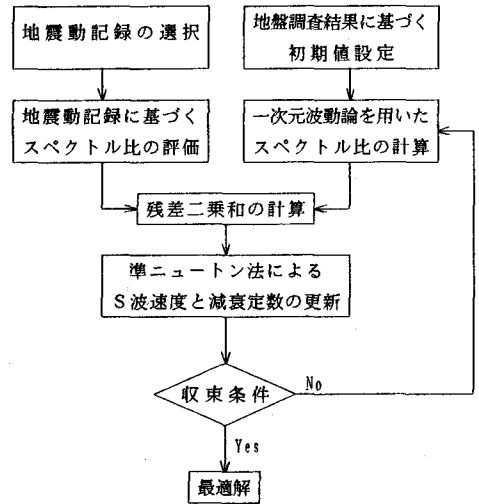 地震動記録の選択
地盤調査結果に基づく
初期値設定
地震動記録に基づく
スペクトル比の評価
一次元波動論を用いた
スペクトル比の計算
残差二乗和の計算
準ニュートン法による
S波速度と減衰定数の更新
収束条件
No
Yes
最適解